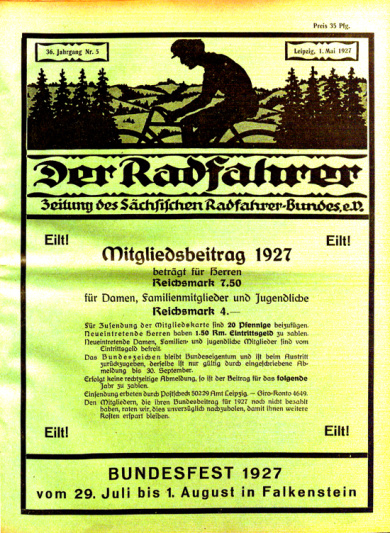 Preis 35 Pfg.
36. Jahrgang Nr. 5
Leipzig, 1. Mai 1927
Der Radfahrer
Zeitung des Sächsischen Radfahrer-Bundes, e.V.
Eilt!
Eilt!
Mitgliedsbeitrag 1927
beträgt für Herren
Reichsmark 7.50
für Damen, Familienmitglieder und Jugendliche
Reichsmark 4.—
Für Zusendung der Mitgliedskarte sind 20 Pfennige beizufügen.
Neueintretende Herren haben 1.50 Rm. Eintrittsgeld zu zahlen.
Neueintretende Damen, Familien- und jugendliche Mitglieder sind vom
Eintrittsgeld befreit.
Das Bundeszeichen bleibt Bundeseigentum und ist beim Austritt
zurückzugeben, derselbe ist nur gültig durch eingeschriebene Ab-
meldung bis 30. September.
Erfolgt keine rechtzeitige Abmeldung, so ist der Beitrag für das folgende
Jahr zu zahlen.
Einsendung erbeten durch Postscheck 50229 Amt Leipzig. — Giro-Konto 4649.
Den Mitgliedern, die ihren Bundesbeitrag für 1927 noch nicht bezahlt
haben, raten wir, dies unverzüglich nachzuholen, damit ihnen weitere
Kosten erspart bleiben.
Eilt!
Eilt!
BUNDESFEST 1927
vom 29. Juli bis 1. August in Falkenstein